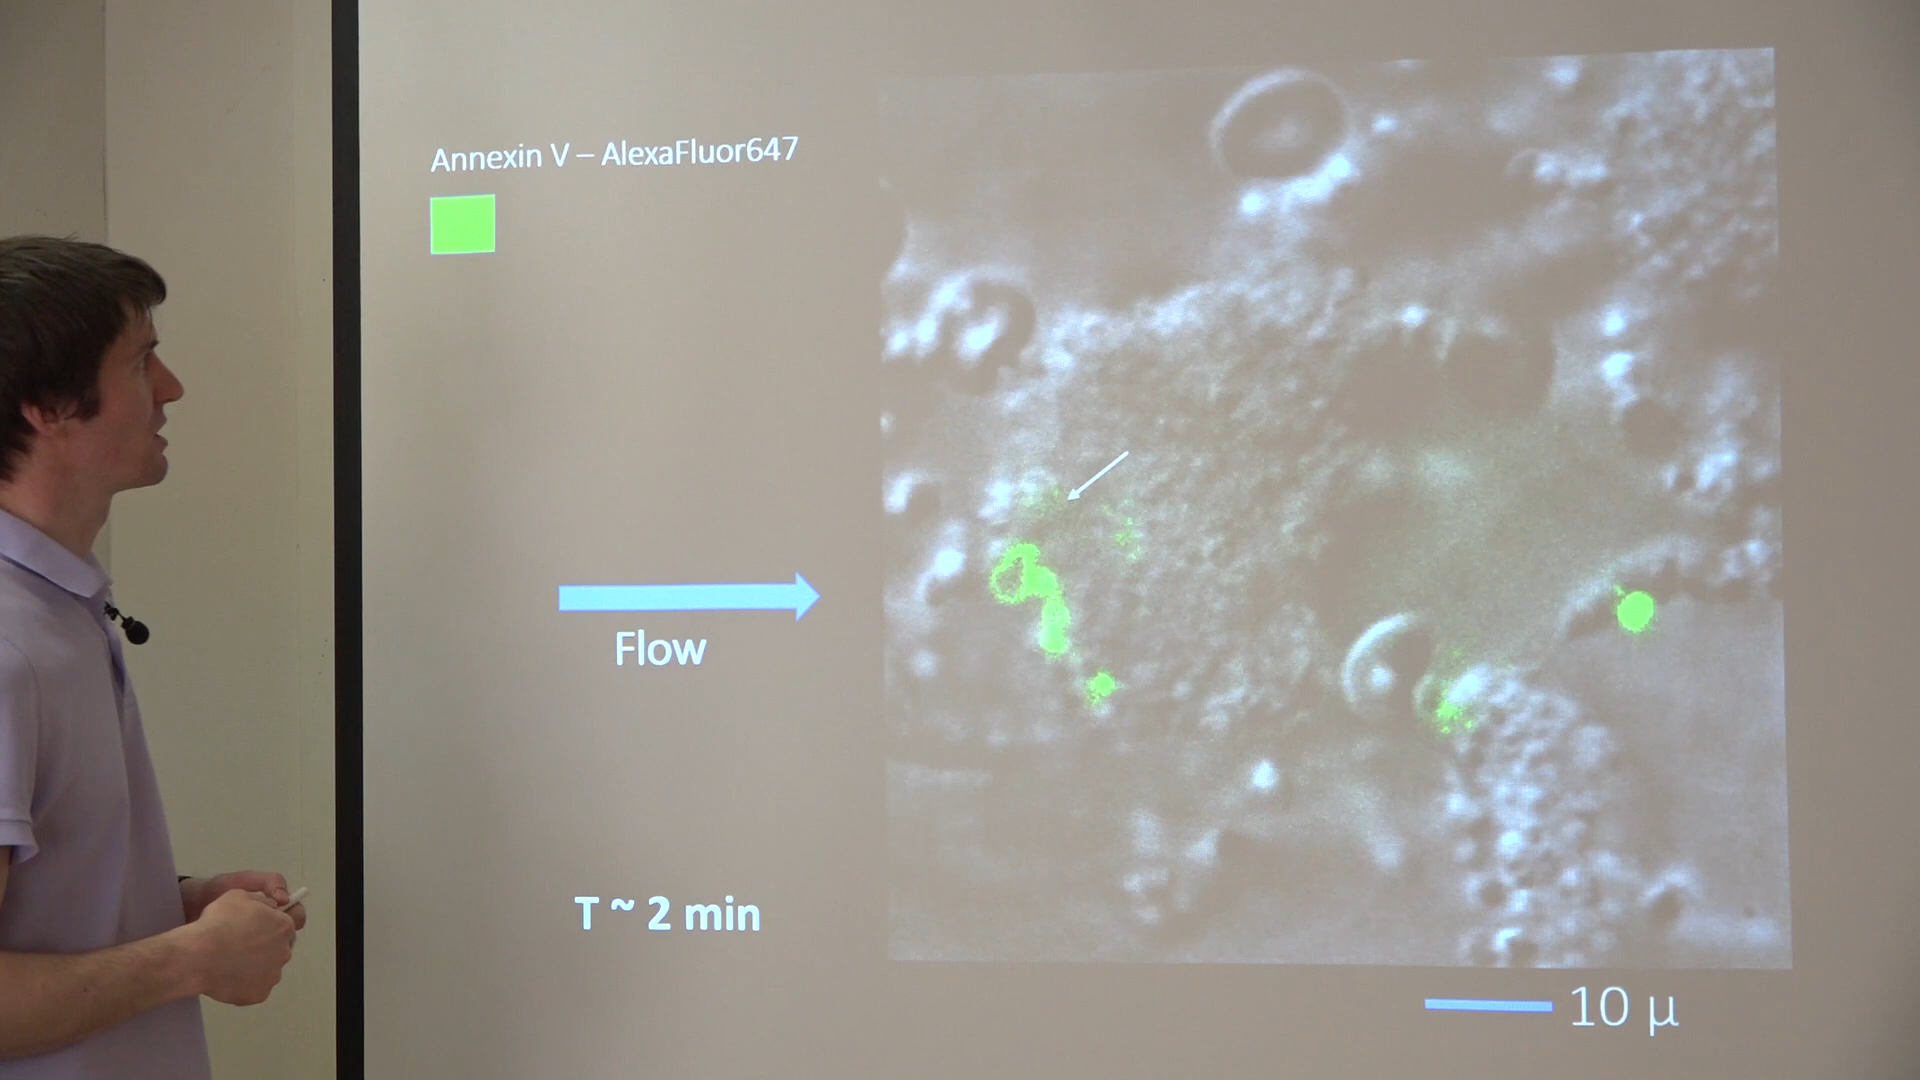 Annexin V – AlexaFluor647
Flow
T ~ 2 min
10 µ